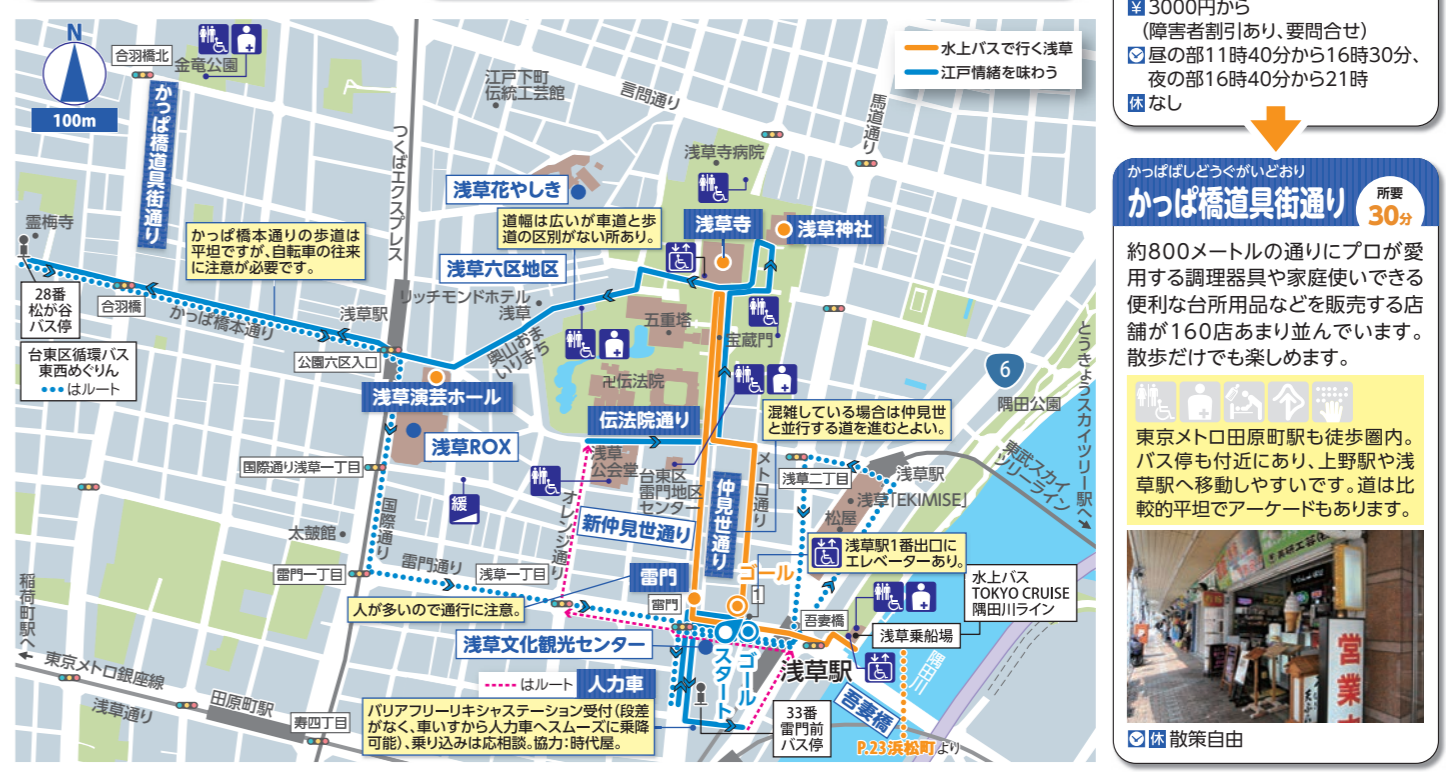 ¥ 3000円から
(障害者割引あり、要問合せ)
昼の部11時40分から16時30分、
夜の部16時40分から21時
休 なし
かっぱばしどうぐがいどおり
かっぱ橋道具街通り
所要
30分
約800メートルの通りにプロが愛
用する調理器具や家庭使いできる
便利な台所用品などを販売する店
舗が160店あまり並んでいます。
散歩だけでも楽しめます。
東京メトロ田原町駅も徒歩圏内。
バス停も付近にあり、上野駅や浅
草駅へ移動しやすいです。道は比
較的平坦でアーケードもあります。
営業
休 散策自由
N
100m
水上バスで行く浅草
江戸情緒を味わう
合羽橋北
金竜公園
かっぱ橋道具街通り
江戸下町
伝統工芸館
言問通り
馬道通り
つくばエクスプレス
浅草寺病院
浅草花やしき
浅草寺
浅草神社
霊梅寺
道幅は広いが車道と歩
道の区別がない所あり。
かっぱ橋本通りの歩道は
平坦ですが、自転車の往来
に注意が必要です。
浅草六区地区
リッチモンドホテル
浅草
28番
松が谷
バス停
合羽橋
かっぱ橋本通り
浅草駅
五重塔
宝蔵門
奥山おま
いりまち
公園六区入口
台東区循環バス
東西めぐりん
はルート
卍伝法院
6
隅田公園
とうきょうスカイツリー駅へ
浅草演芸ホール
伝法院通り
混雑している場合は仲見世
と並行する道を進むとよい。
浅草ROX
浅草
公会堂
台東区
雷門地区
センター
メトロ通り
東武スカイ
ツリーライン
国際通り浅草一丁目
浅草二丁目
浅草駅
浅草「EKIMISE」
松屋
緩
オレンジ通り
仲見世通り
新仲見世通り
国際通り
太鼓館
雷門通り
浅草駅1番出口に
エレベーターあり。
雷門一丁目
浅草一丁目
雷門
ゴール
1
水上バス
TOKYO CRUISE
隅田川ライン
人が多いので通行に注意。
雷門
吾妻橋
浅草乗船場
稲荷町駅へ
浅草文化観光センター
スタート
ゴール
浅草駅
隅田川
東京メトロ銀座線
はルート 人力車
吾妻橋
浅草通り
田原町駅
寿四丁目
バリアフリーリキシャステーション受付(段差
がなく、車いすから人力車へスムーズに乗降
可能)、乗り込みは応相談。協力:時代屋。
33番
雷門前
バス停
P.23浜松町より